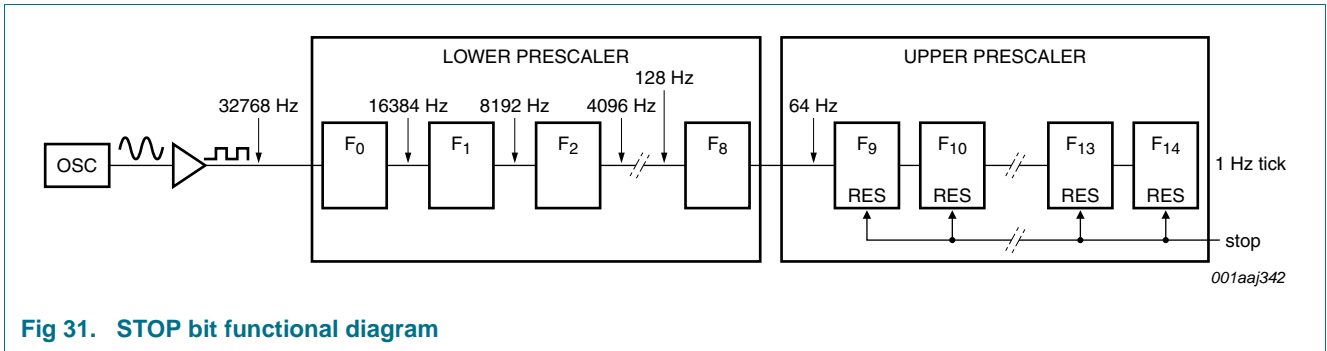 LOWER PRESCALER
UPPER PRESCALER
128 Hz
32768 Hz
16384 Hz
8192 Hz
4096 Hz
64 Hz
OSC
F0
F1
F2
F8
F9
F10
F13
F14
1 Hz tick
RES
RES
RES
RES
stop
001aaj342
Fig 31. STOP bit functional diagram